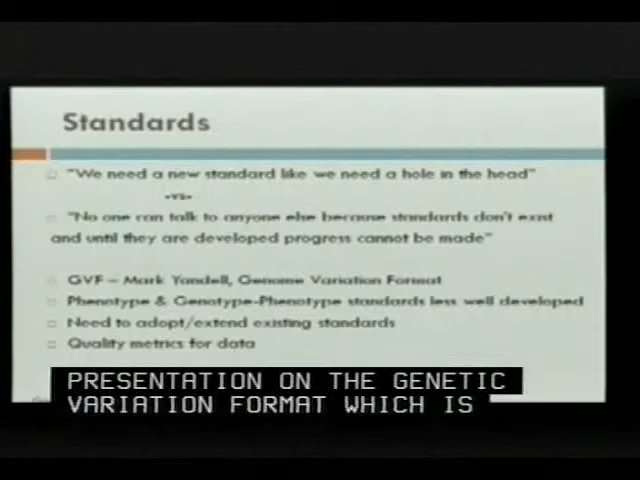 Standards
"We need a new standard like we need a hole in the head"
-vs-
"No one can talk to anyone else because standards don't exist
and until they are developed progress cannot be made"
GVF – Mark Yandell, Genome Variation Format
Phenotype & Genotype-Phenotype standards less well developed
Need to adopt/extend existing standards
Quality metrics for data
PRESENTATION ON THE GENETIC
VARIATION FORMAT WHICH IS